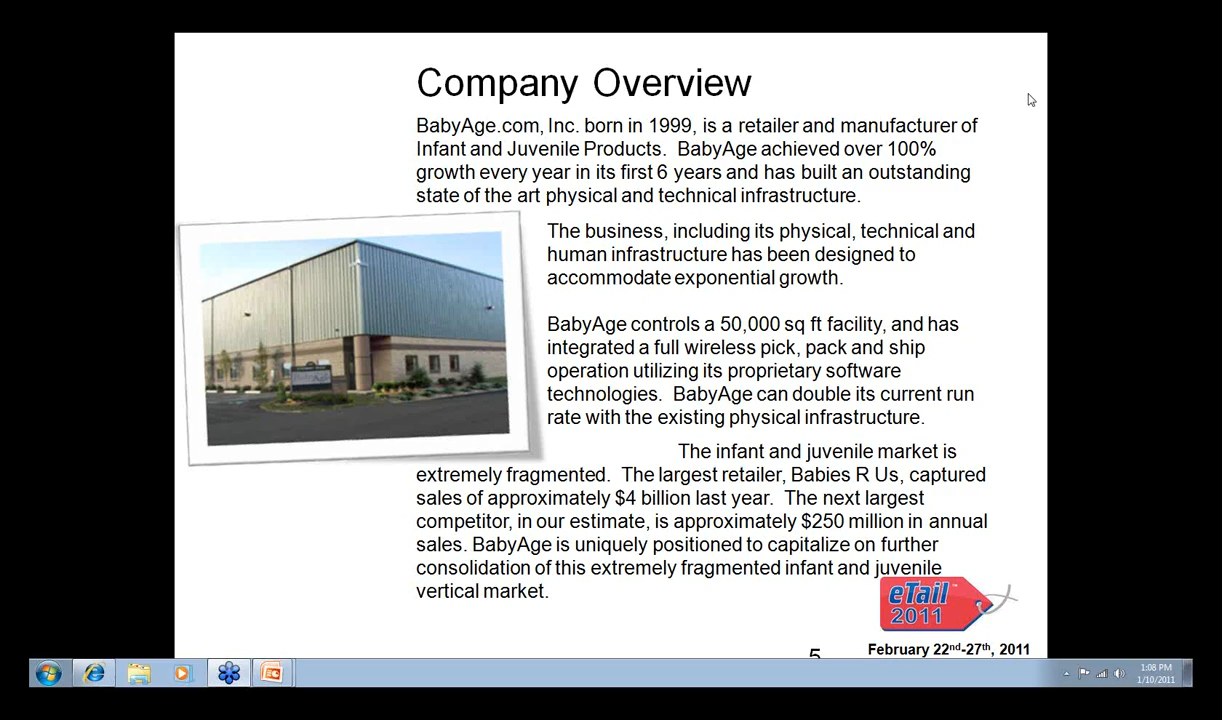 Company Overview
BabyAge.com, Inc. born in 1999, is a retailer and manufacturer of
Infant and Juvenile Products. BabyAge achieved over 100%
growth every year in its first 6 years and has built an outstanding
state of the art physical and technical infrastructure.
The business, including its physical, technical and
human infrastructure has been designed to
accommodate exponential growth.
BabyAge controls a 50,000 sq ft facility, and has
integrated a full wireless pick, pack and ship
operation utilizing its proprietary software
technologies. BabyAge can double its current run
rate with the existing physical infrastructure.
The infant and juvenile market is
extremely fragmented. The largest retailer, Babies R Us, captured
sales of approximately $4 billion last year. The next largest
competitor, in our estimate, is approximately $250 million in annual
sales. BabyAge is uniquely positioned to capitalize on further
consolidation of this extremely fragmented infant and juvenile
vertical market.
eTail™
2011
February 22nd-27th, 2011
5
1:08 PM
1/10/2011